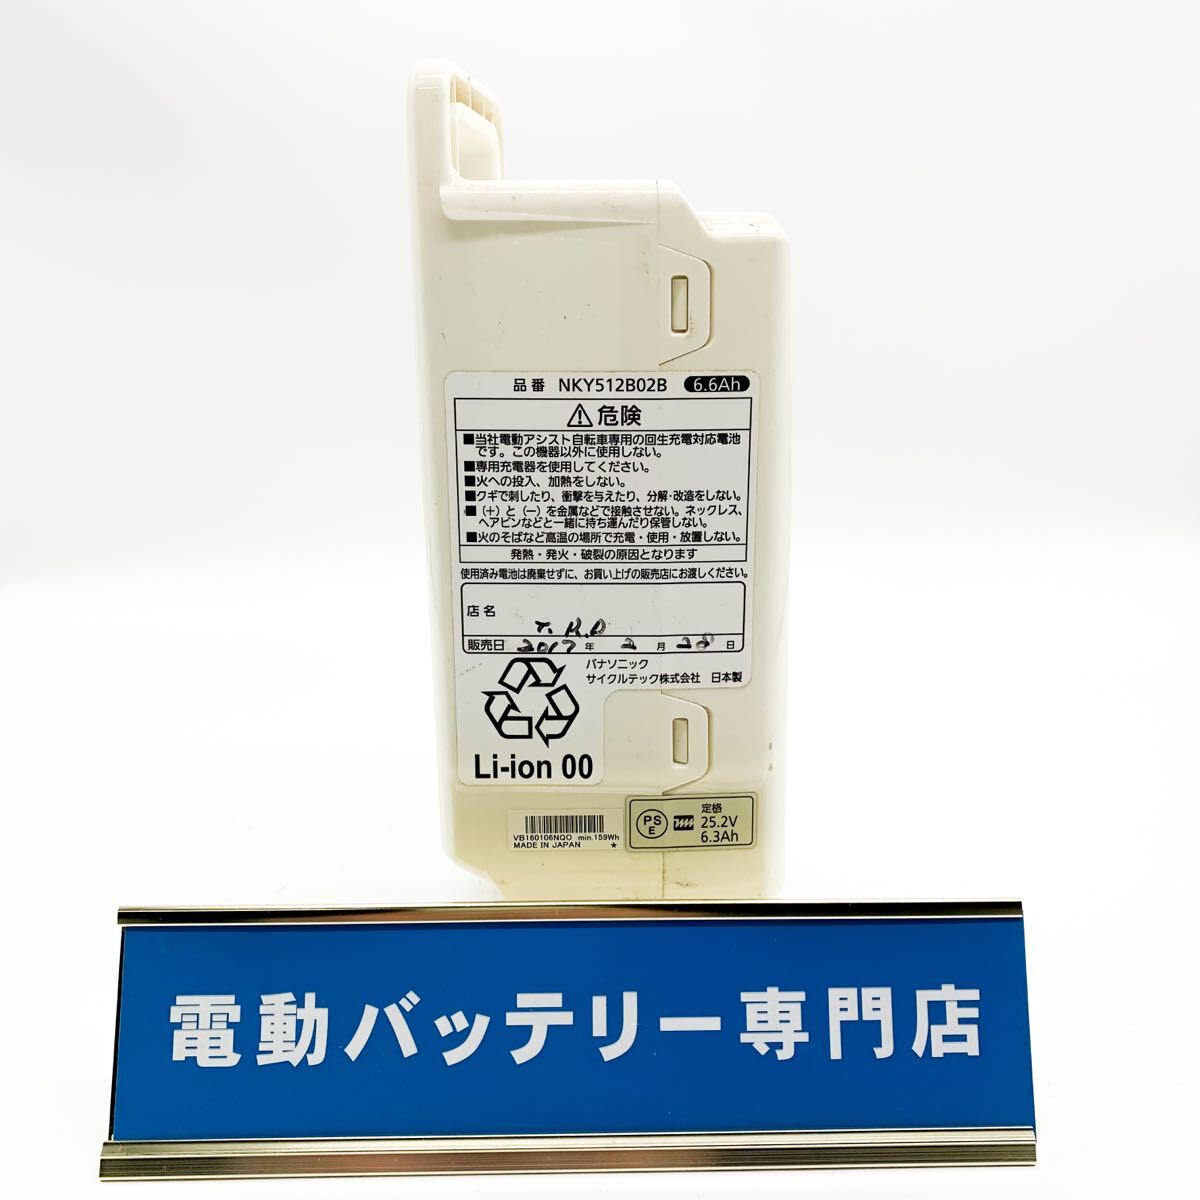 品番 NKY512B02B 6.6Ah
危険
■当社電動アシスト自転車専用の回生充電対応電池
です。この機器以外に使用しない。
■専用充電器を使用してください。
■火への投入、加熱をしない。
■クギで刺したり、衝撃を与えたり、分解・改造をしない。
■（＋）と（－）を金属などで接触させない。ネックレス、
ヘアピンなどと一緒に持ち運んだり保管しない。
■火のそばなど高温の場所で充電・使用・放置しない。
発熱・発火・破裂の原因となります
使用済み電池は廃棄せずに、お買い上げの販売店にお渡しください。
店名
販売日 2017年 2月 28日
パナソニック
サイクルテック株式会社 日本製
Li-ion 00
VB160106NQO min.159Wh
MADE IN JAPAN ★
PS
E
定格
25.2V
6.3Ah
電動バッテリー専門店